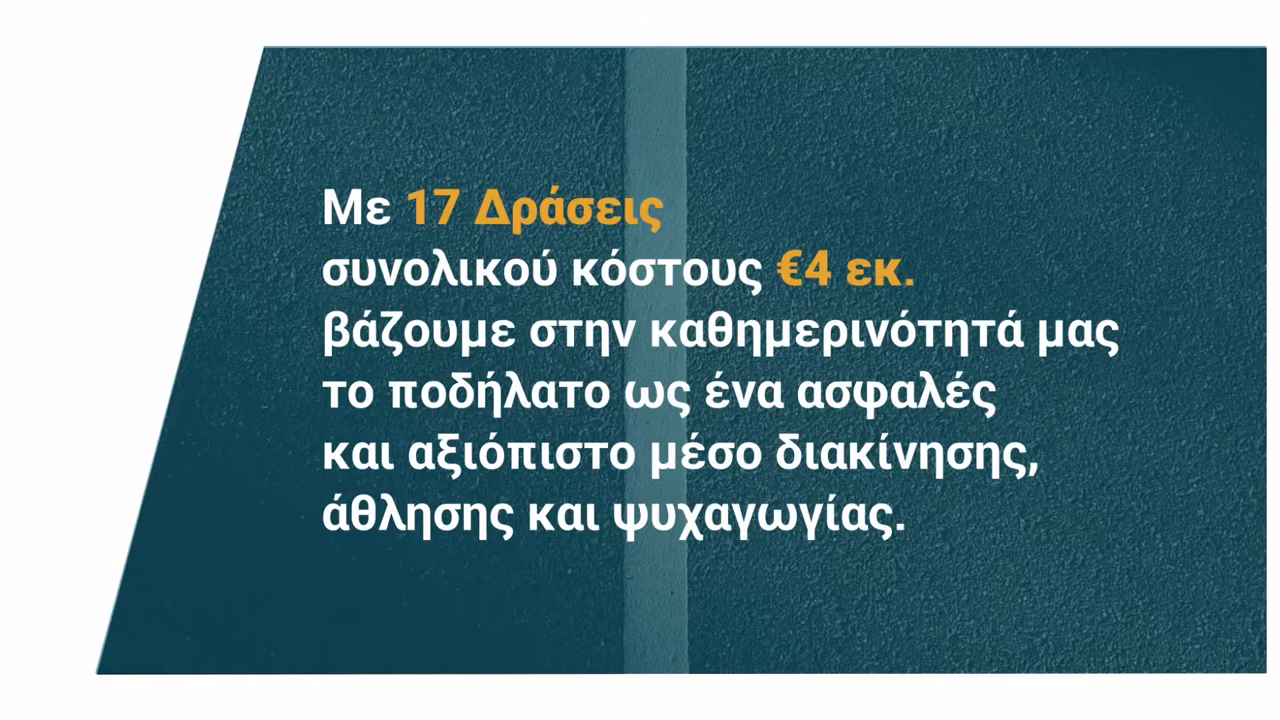 Με 17 Δράσεις
συνολικού κόστους €4 εκ.
βάζουμε στην καθημερινότητά μας
το ποδήλατο ως ένα ασφαλές
και αξιόπιστο μέσο διακίνησης,
άθλησης και ψυχαγωγίας.